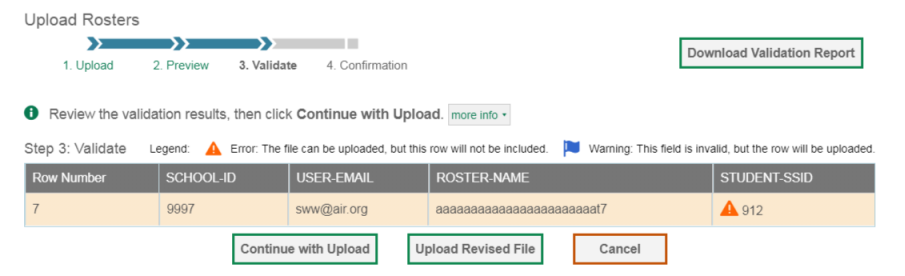 Upload Rosters
1. Upload 2. Preview 3. Validate 4. Confirmation
Download Validation Report
Review the validation results, then click Continue with Upload. more info
Step 3: Validate Legend: Error: The file can be uploaded, but this row will not be included. Warning: This field is invalid, but the row will be uploaded.
Row Number SCHOOL-ID USER-EMAIL ROSTER-NAME STUDENT-SSID
7 9997 sww@air.org aaaaaaaaaaaaaaaaaaaaaaat7 912
Continue with Upload Upload Revised File Cancel